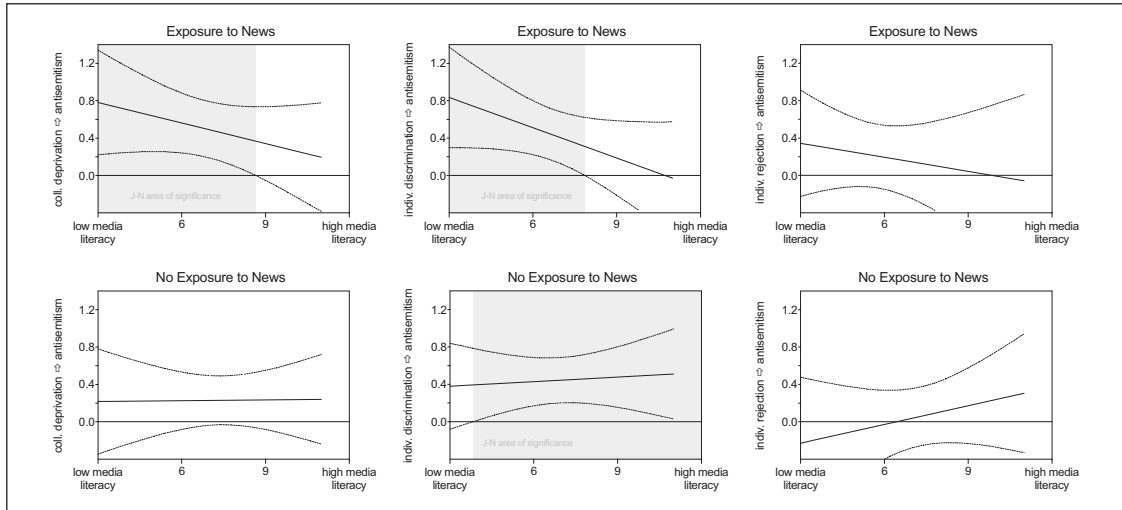 Exposure to News
coll. deprivation ⇨ antisemitism
1.2
0.8
0.4
0.0
J-N area of significance
low media
literacy
6
9
high media
literacy
Exposure to News
indiv. discrimination ⇨ antisemitism
1.2
0.8
0.4
0.0
J-N area of significance
low media
literacy
6
9
high media
literacy
Exposure to News
indiv. rejection ⇨ antisemitism
1.2
0.8
0.4
0.0
low media
literacy
6
9
high media
literacy
No Exposure to News
coll. deprivation ⇨ antisemitism
1.2
0.8
0.4
0.0
low media
literacy
6
9
high media
literacy
No Exposure to News
indiv. discrimination ⇨ antisemitism
1.2
0.8
0.4
0.0
J-N area of significance
low media
literacy
6
9
high media
literacy
No Exposure to News
indiv. rejection ⇨ antisemitism
1.2
0.8
0.4
0.0
low media
literacy
6
9
high media
literacy